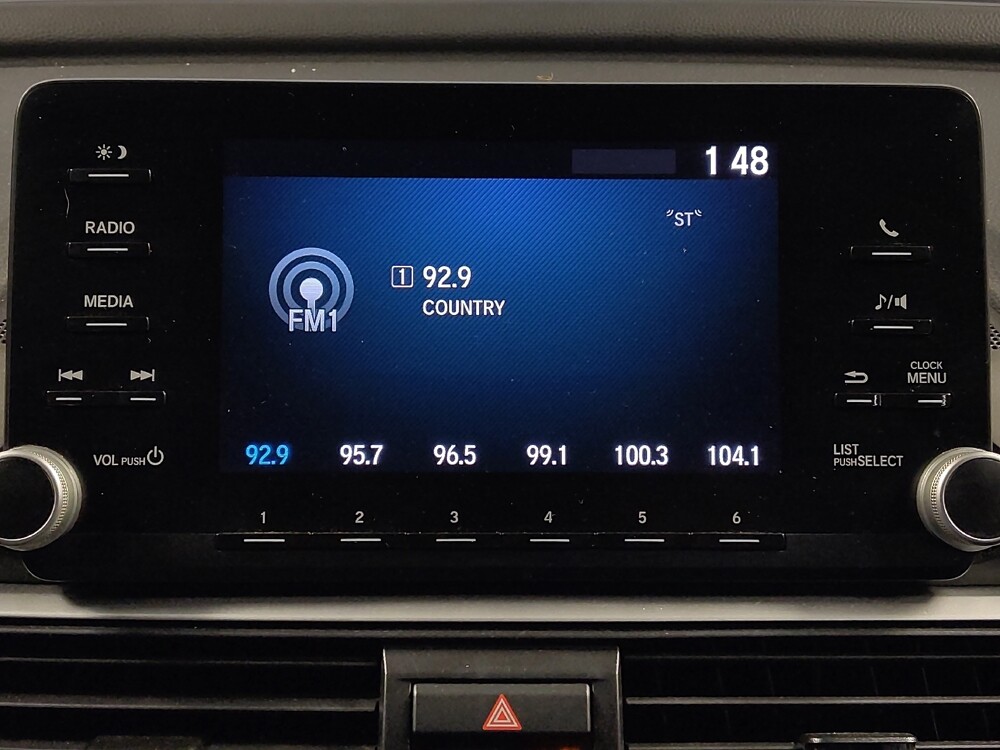 1 48
RADIO
ST
1 92.9
COUNTRY
FM1
MEDIA
CLOCK
MENU
92.9 95.7 96.5 99.1 100.3 104.1
VOL PUSH
LIST
PUSH SELECT
1 2 3 4 5 6